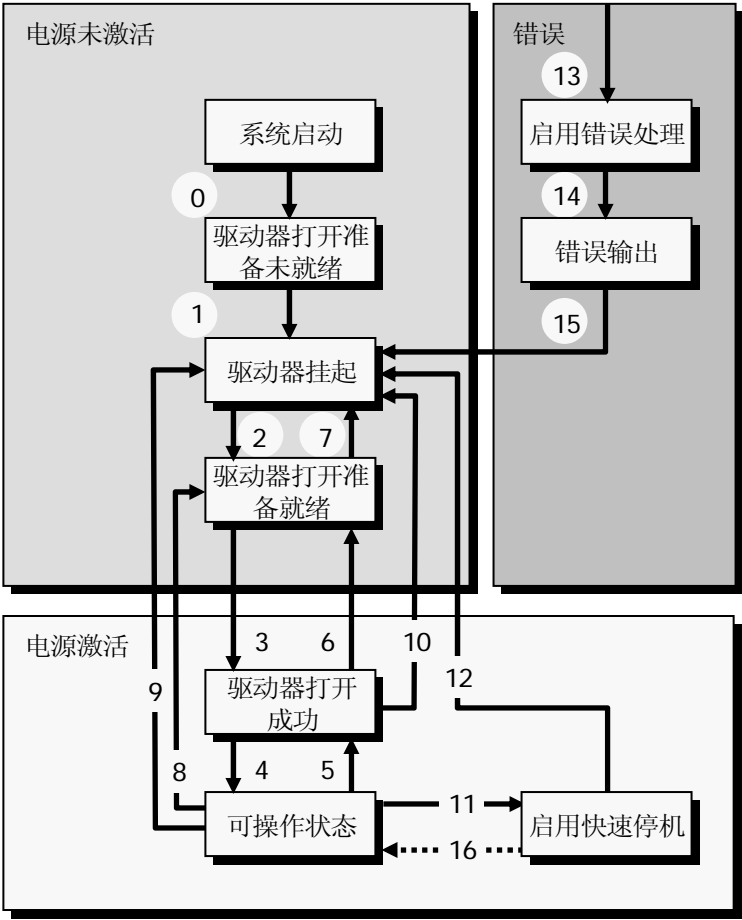 电源未激活
错误
13
系统启动
启用错误处理
0
14
驱动器打开准
备未就绪
错误输出
1
15
驱动器挂起
2
7
驱动器打开准
备就绪
电源激活
3
6
10
9
驱动器打开
成功
12
8
4
5
可操作状态
11
启用快速停机
16